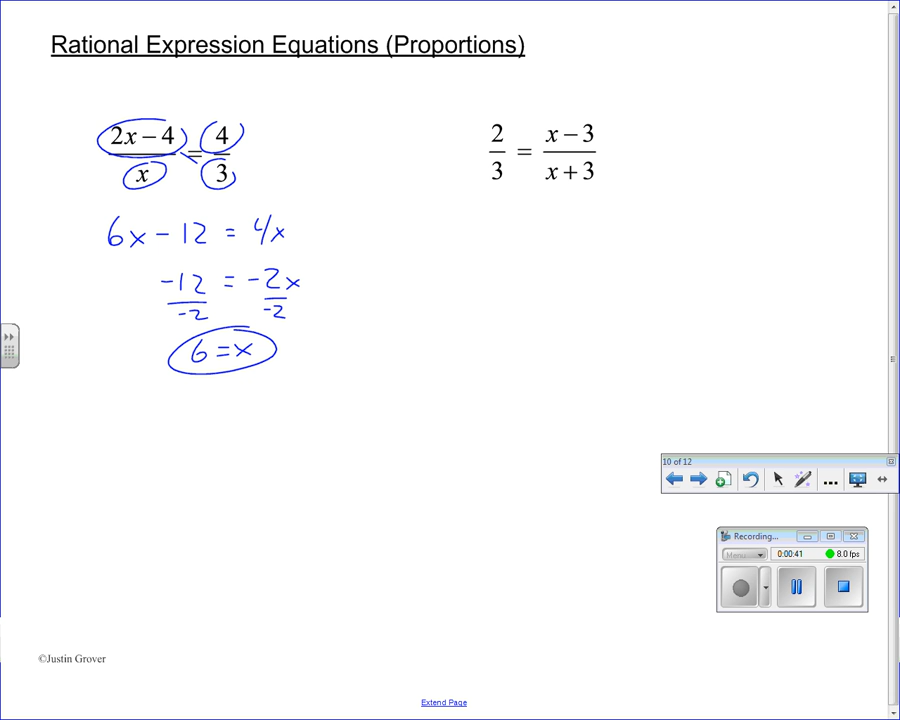 Rational Expression Equations (Proportions)
2x − 4 / x = 4 / 3
6x − 12 = 4x
-12 / -2 = -2x / -2
6 = x
2 / 3 = x − 3 / x + 3
10 of 12
...
Recording...
Menu
0:00:41
8.0 fps
©Justin Grover
Extend Page